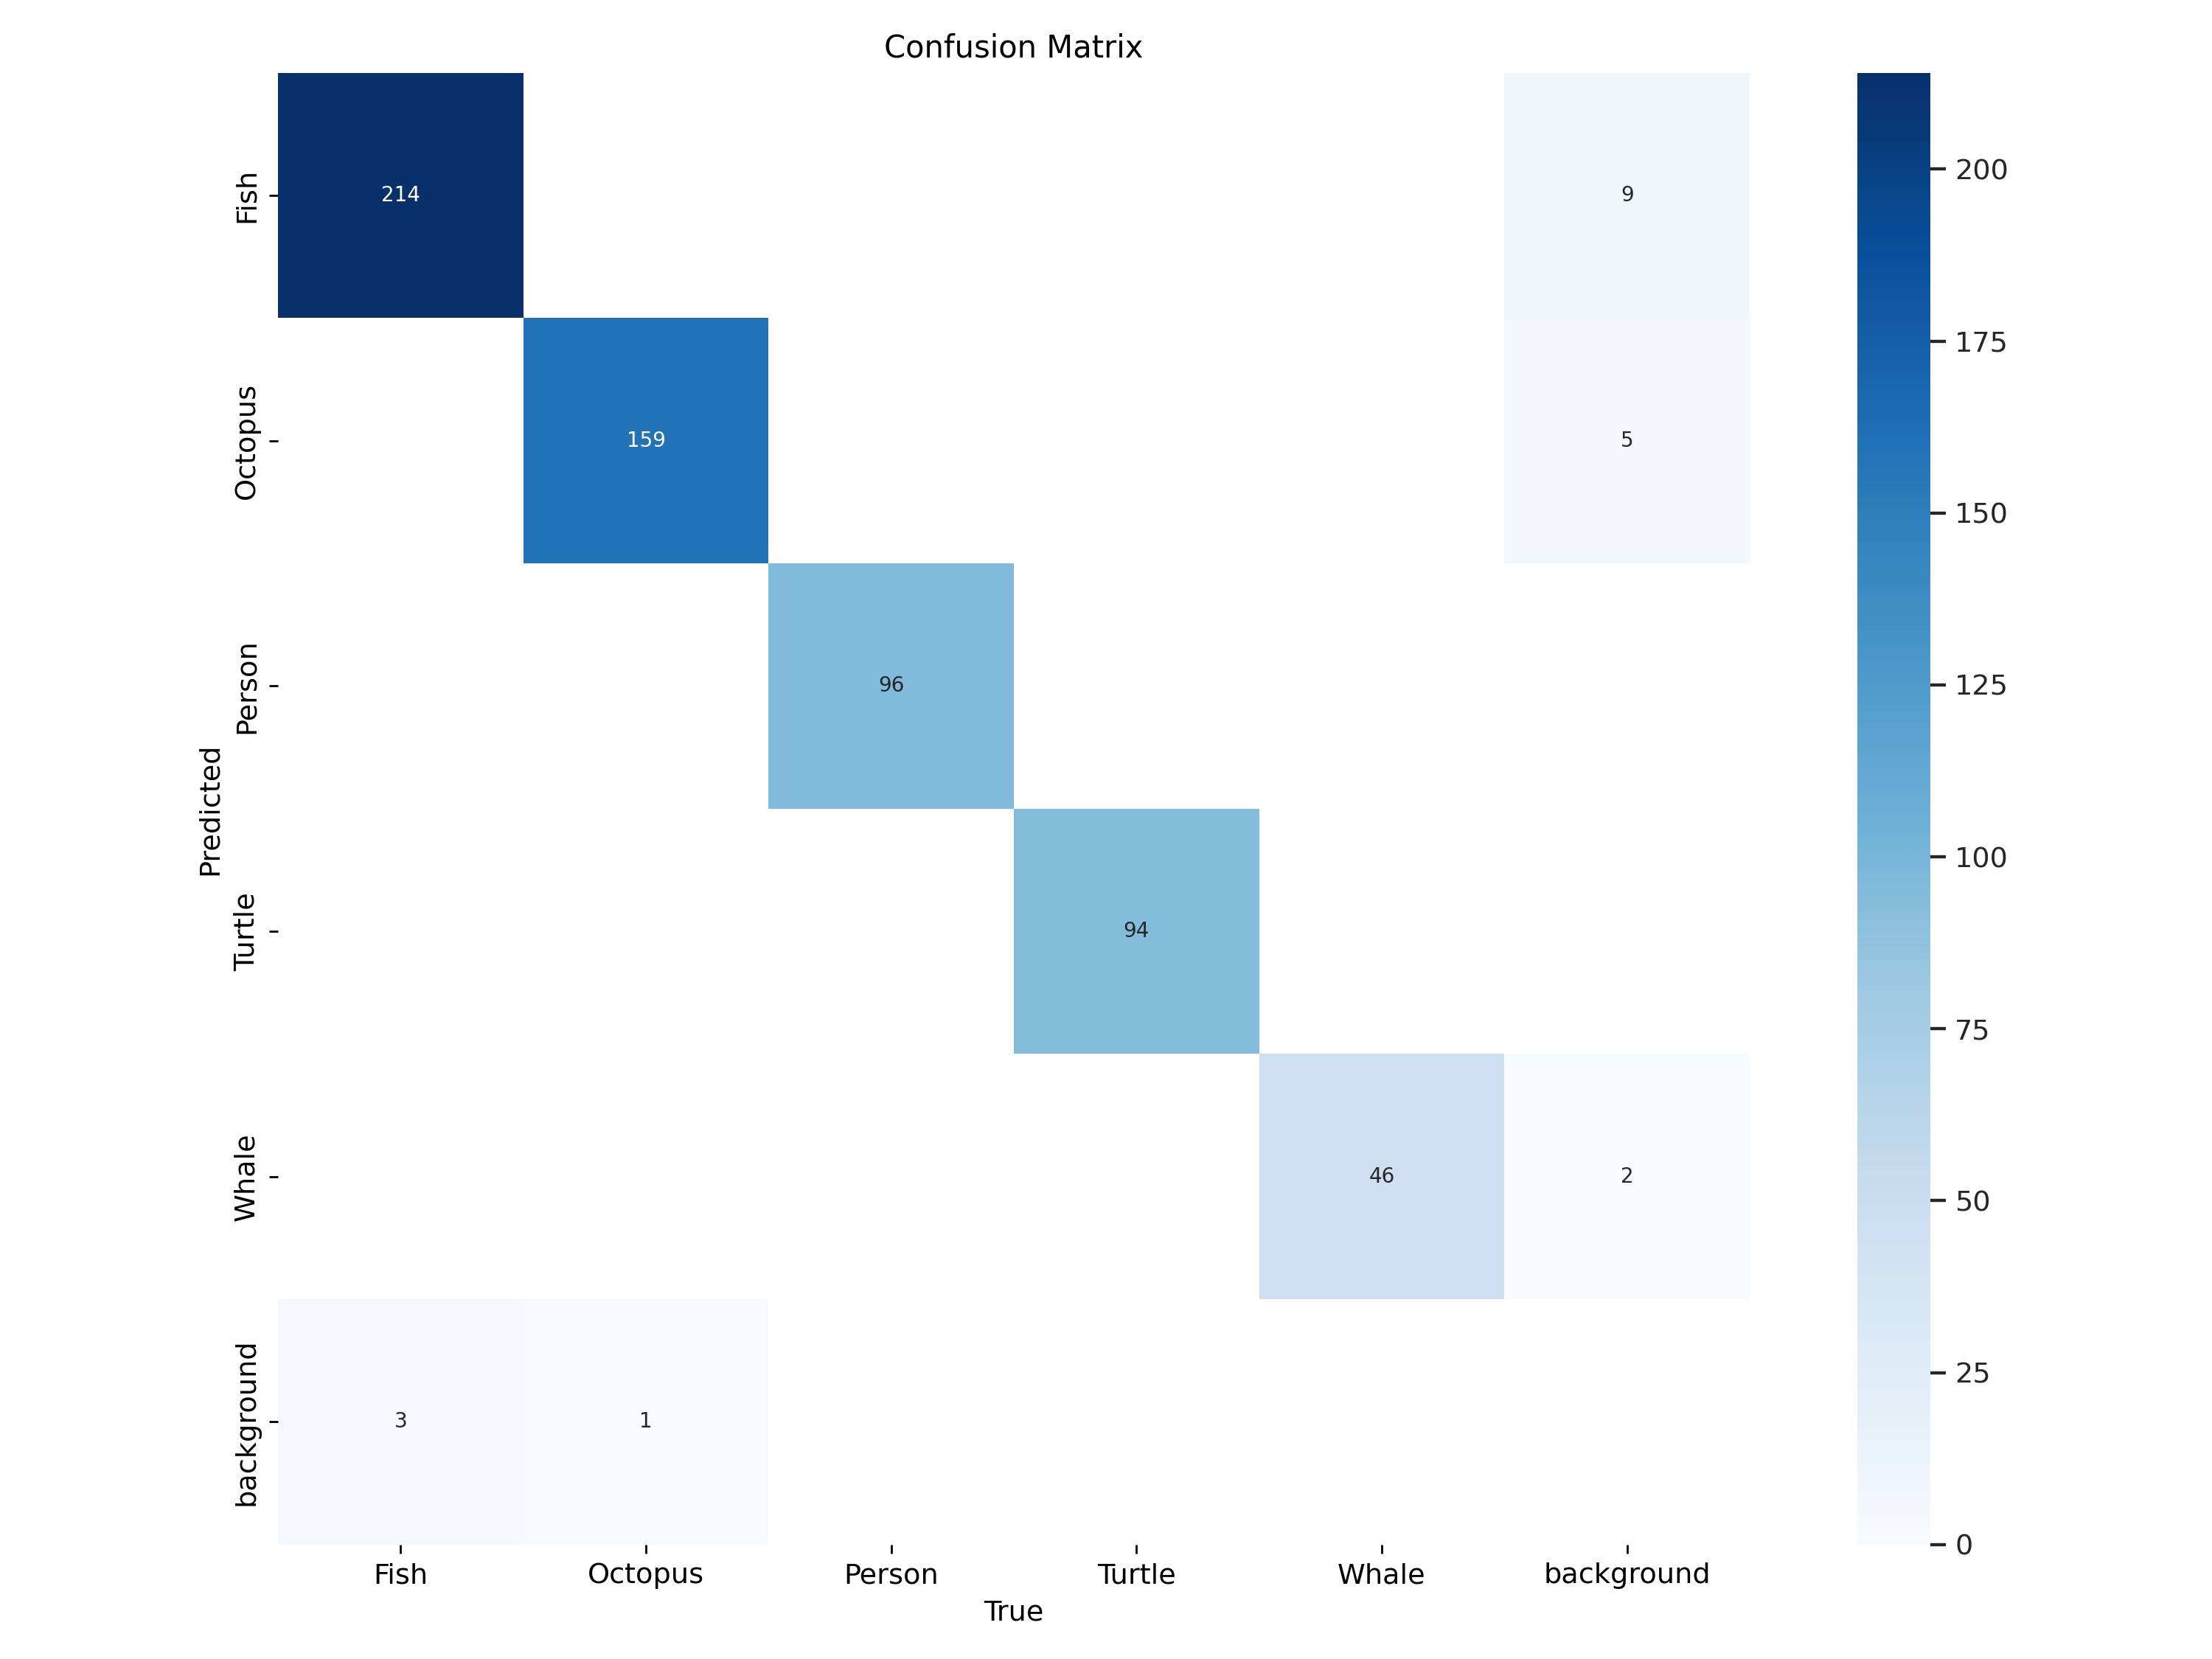 Confusion Matrix
Fish
214
9
200
175
Octopus
159
5
150
125
Person
96
100
Predicted
Turtle
94
75
Whale
46
2
50
25
background
3
1
0
Fish
Octopus
Person
Turtle
Whale
background
True